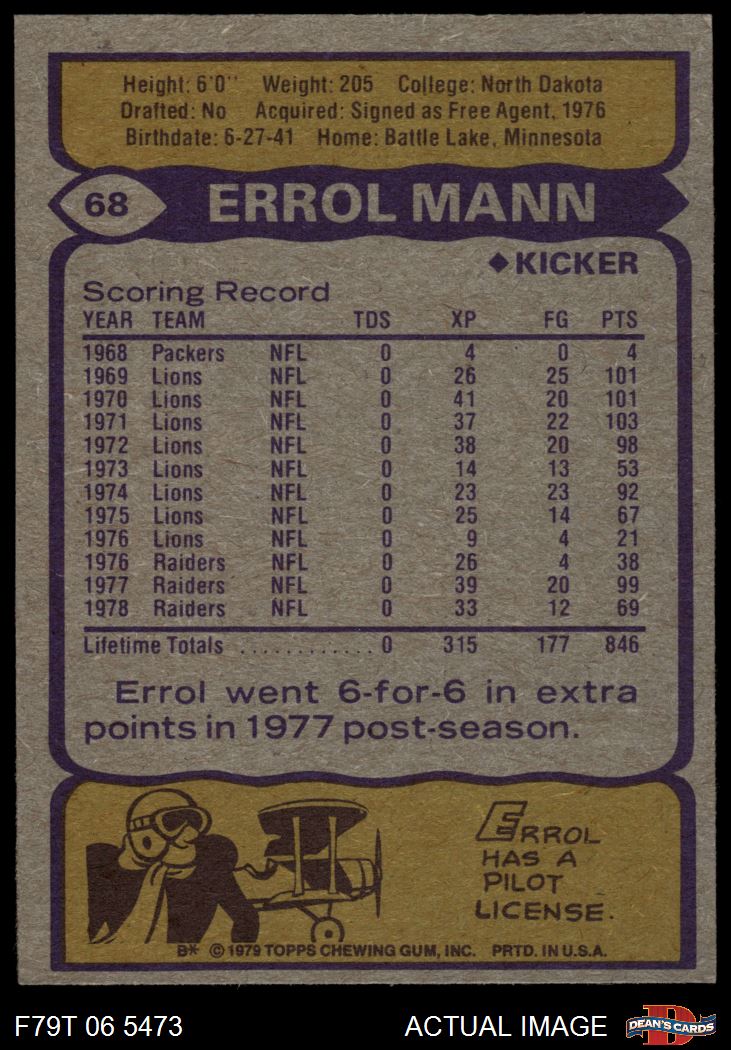 Height: 6'0" Weight: 205 College: North Dakota
Drafted: No Acquired: Signed as Free Agent, 1976
Birthdate: 6-27-41 Home: Battle Lake, Minnesota
68 ERROL MANN
◆KICKER
Scoring Record
YEAR TEAM TDS XP FG PTS
1968 Packers NFL 0 4 0 4
1969 Lions NFL 0 26 25 101
1970 Lions NFL 0 41 20 101
1971 Lions NFL 0 37 22 103
1972 Lions NFL 0 38 20 98
1973 Lions NFL 0 14 13 53
1974 Lions NFL 0 23 23 92
1975 Lions NFL 0 25 14 67
1976 Lions NFL 0 9 4 21
1976 Raiders NFL 0 26 4 38
1977 Raiders NFL 0 39 20 99
1978 Raiders NFL 0 33 12 69
Lifetime Totals ............ 0 315 177 846
Errol went 6-for-6 in extra
points in 1977 post-season.
ERROL
HAS A
PILOT
LICENSE.
B* © 1979 TOPPS CHEWING GUM, INC. PRTD. IN U.S.A.
F79T 06 5473 ACTUAL IMAGE D DEAN'S CARDS